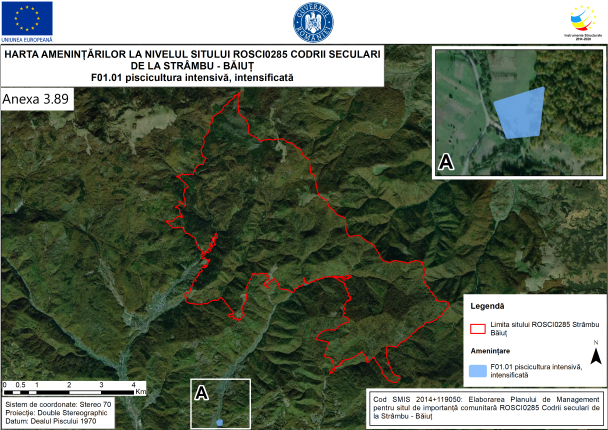 UNIUNEA EUROPEANĂ
GUVERNUL ROMÂNIEI
Instrumente Structurale
2014-2020
HARTA AMENINȚĂRILOR LA NIVELUL SITULUI ROSCI0285 CODRII SECULARI
DE LA STRÂMBU - BĂIUȚ
F01.01 piscicultura intensivă, intensificată
Anexa 3.89
A
Legendă
Limita sitului ROSCI0285 Strâmbu
Băiuț
Amenințare
F01.01 piscicultura intensivă,
intensificată
N
0 0.5 1 2 3 4
Km
A
Sistem de coordonate: Stereo 70
Proiecție: Double Stereographic
Datum: Dealul Piscului 1970
Cod SMIS 2014+119050: Elaborarea Planului de Management
pentru situl de importanță comunitară ROSCI0285 Codrii seculari de
la Strâmbu - Băiuț